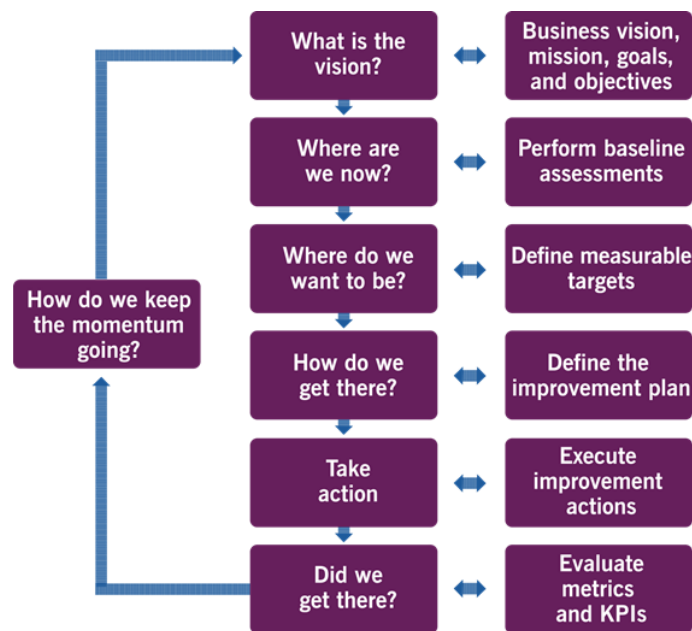 What is the
vision?
Business vision,
mission, goals,
and objectives
Where are
we now?
Perform baseline
assessments
Where do we
want to be?
Define measurable
targets
How do we keep
the momentum
going?
How do we
get there?
Define the
improvement plan
Take
action
Execute
improvement
actions
Did we
get there?
Evaluate
metrics
and KPIs